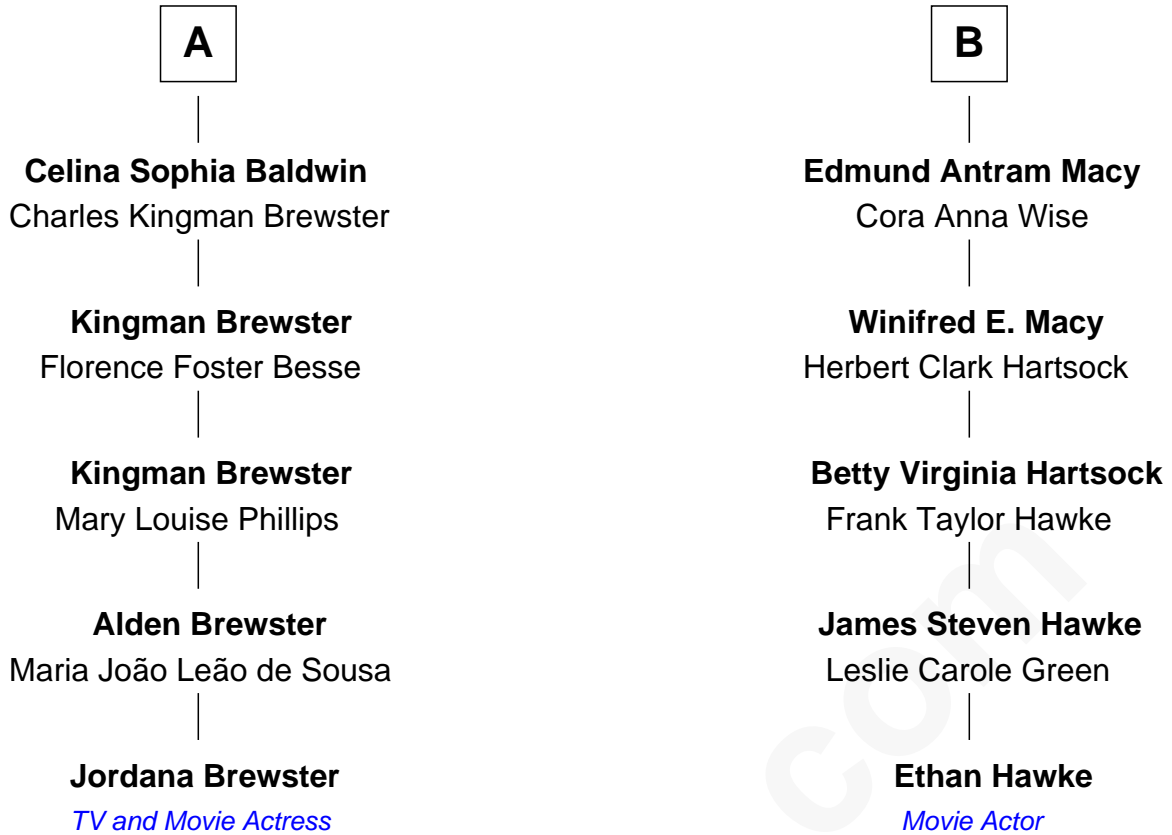 A
Celina Sophia Baldwin
Charles Kingman Brewster
Kingman Brewster
Florence Foster Besse
Kingman Brewster
Mary Louise Phillips
Alden Brewster
Maria João Leão de Sousa
Jordana Brewster
TV and Movie Actress
B
Edmund Antram Macy
Cora Anna Wise
Winifred E. Macy
Herbert Clark Hartsock
Betty Virginia Hartsock
Frank Taylor Hawke
James Steven Hawke
Leslie Carole Green
Ethan Hawke
Movie Actor
com